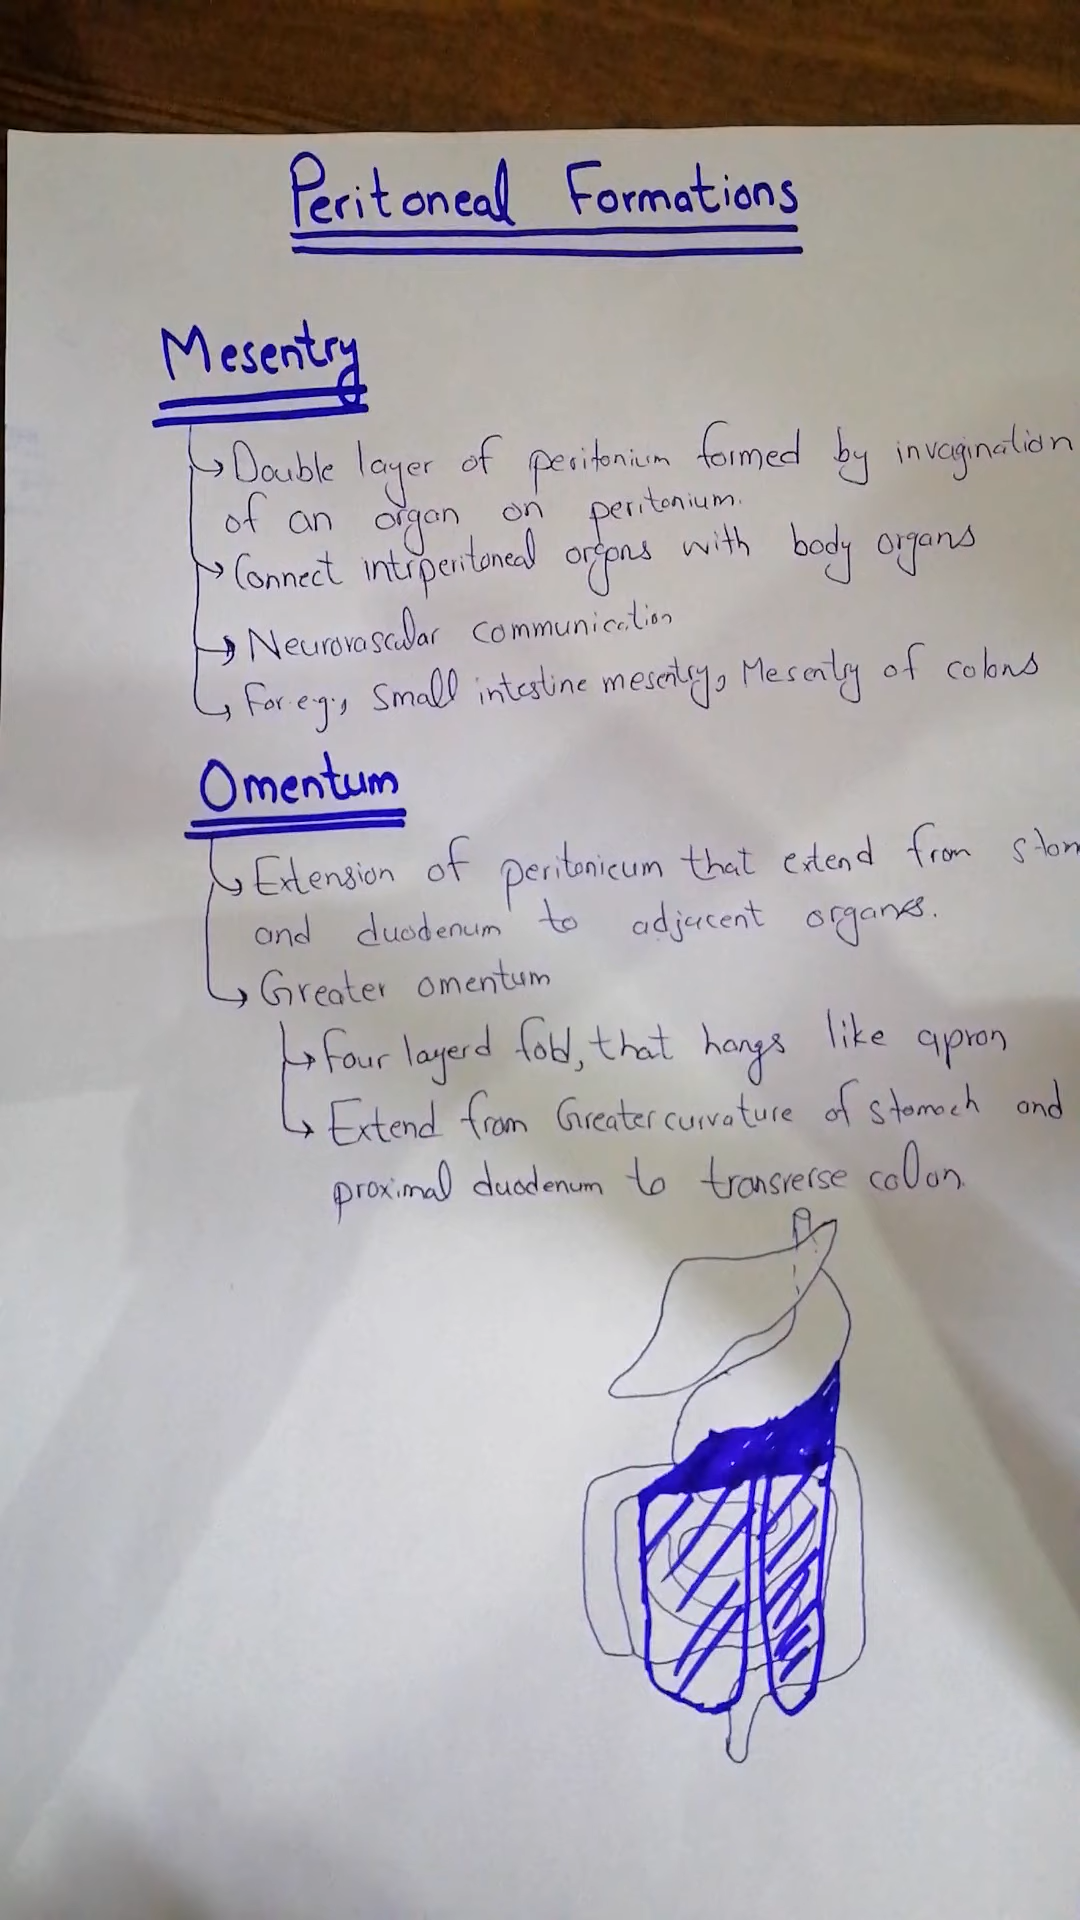 Peritoneal Formations
Mesentry
Double layer of peritonium formed by invagination
of an organ on peritonium.
Connect intrperitoneal organs with body organs
Neurovascular communication
For e.g., Small intestine mesentry, Mesentry of colons
Omentum
Extension of peritonicum that extend from stom
and duodenum to adjacent organs.
Greater omentum
Four layerd fold, that hangs like apron
Extend from Greater curvature of stomach and
proximal duodenum to transverse colon.